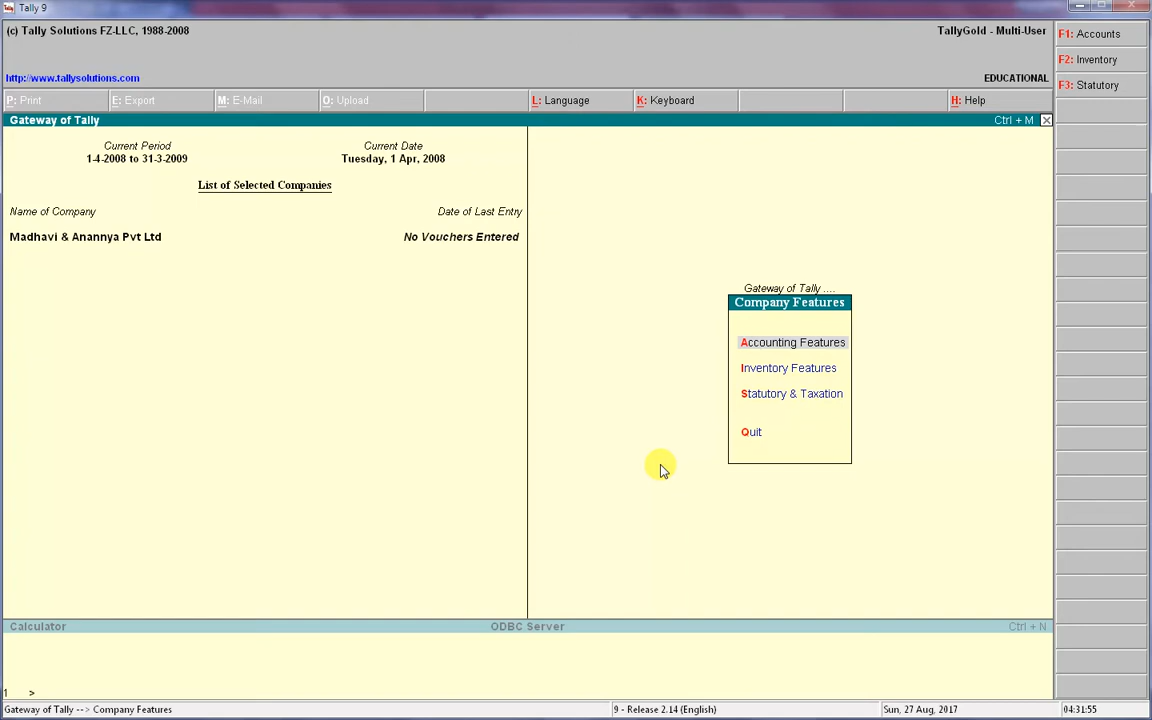 Tally 9
(c) Tally Solutions FZ-LLC, 1988-2008
TallyGold - Multi-User
http://www.tallysolutions.com
EDUCATIONAL
P: Print
E: Export
M: E-Mail
O: Upload
L: Language
K: Keyboard
H: Help
F1: Accounts
F2: Inventory
F3: Statutory
Gateway of Tally
Ctrl + M
Current Period
1-4-2008 to 31-3-2009
Current Date
Tuesday, 1 Apr, 2008
List of Selected Companies
Name of Company
Date of Last Entry
Madhavi & Anannya Pvt Ltd
No Vouchers Entered
Gateway of Tally ....
Company Features
Accounting Features
Inventory Features
Statutory & Taxation
Quit
Calculator
ODBC Server
Ctrl + N
1 >
Gateway of Tally --> Company Features
9 - Release 2.14 (English)
Sun, 27 Aug, 2017
04:31:55